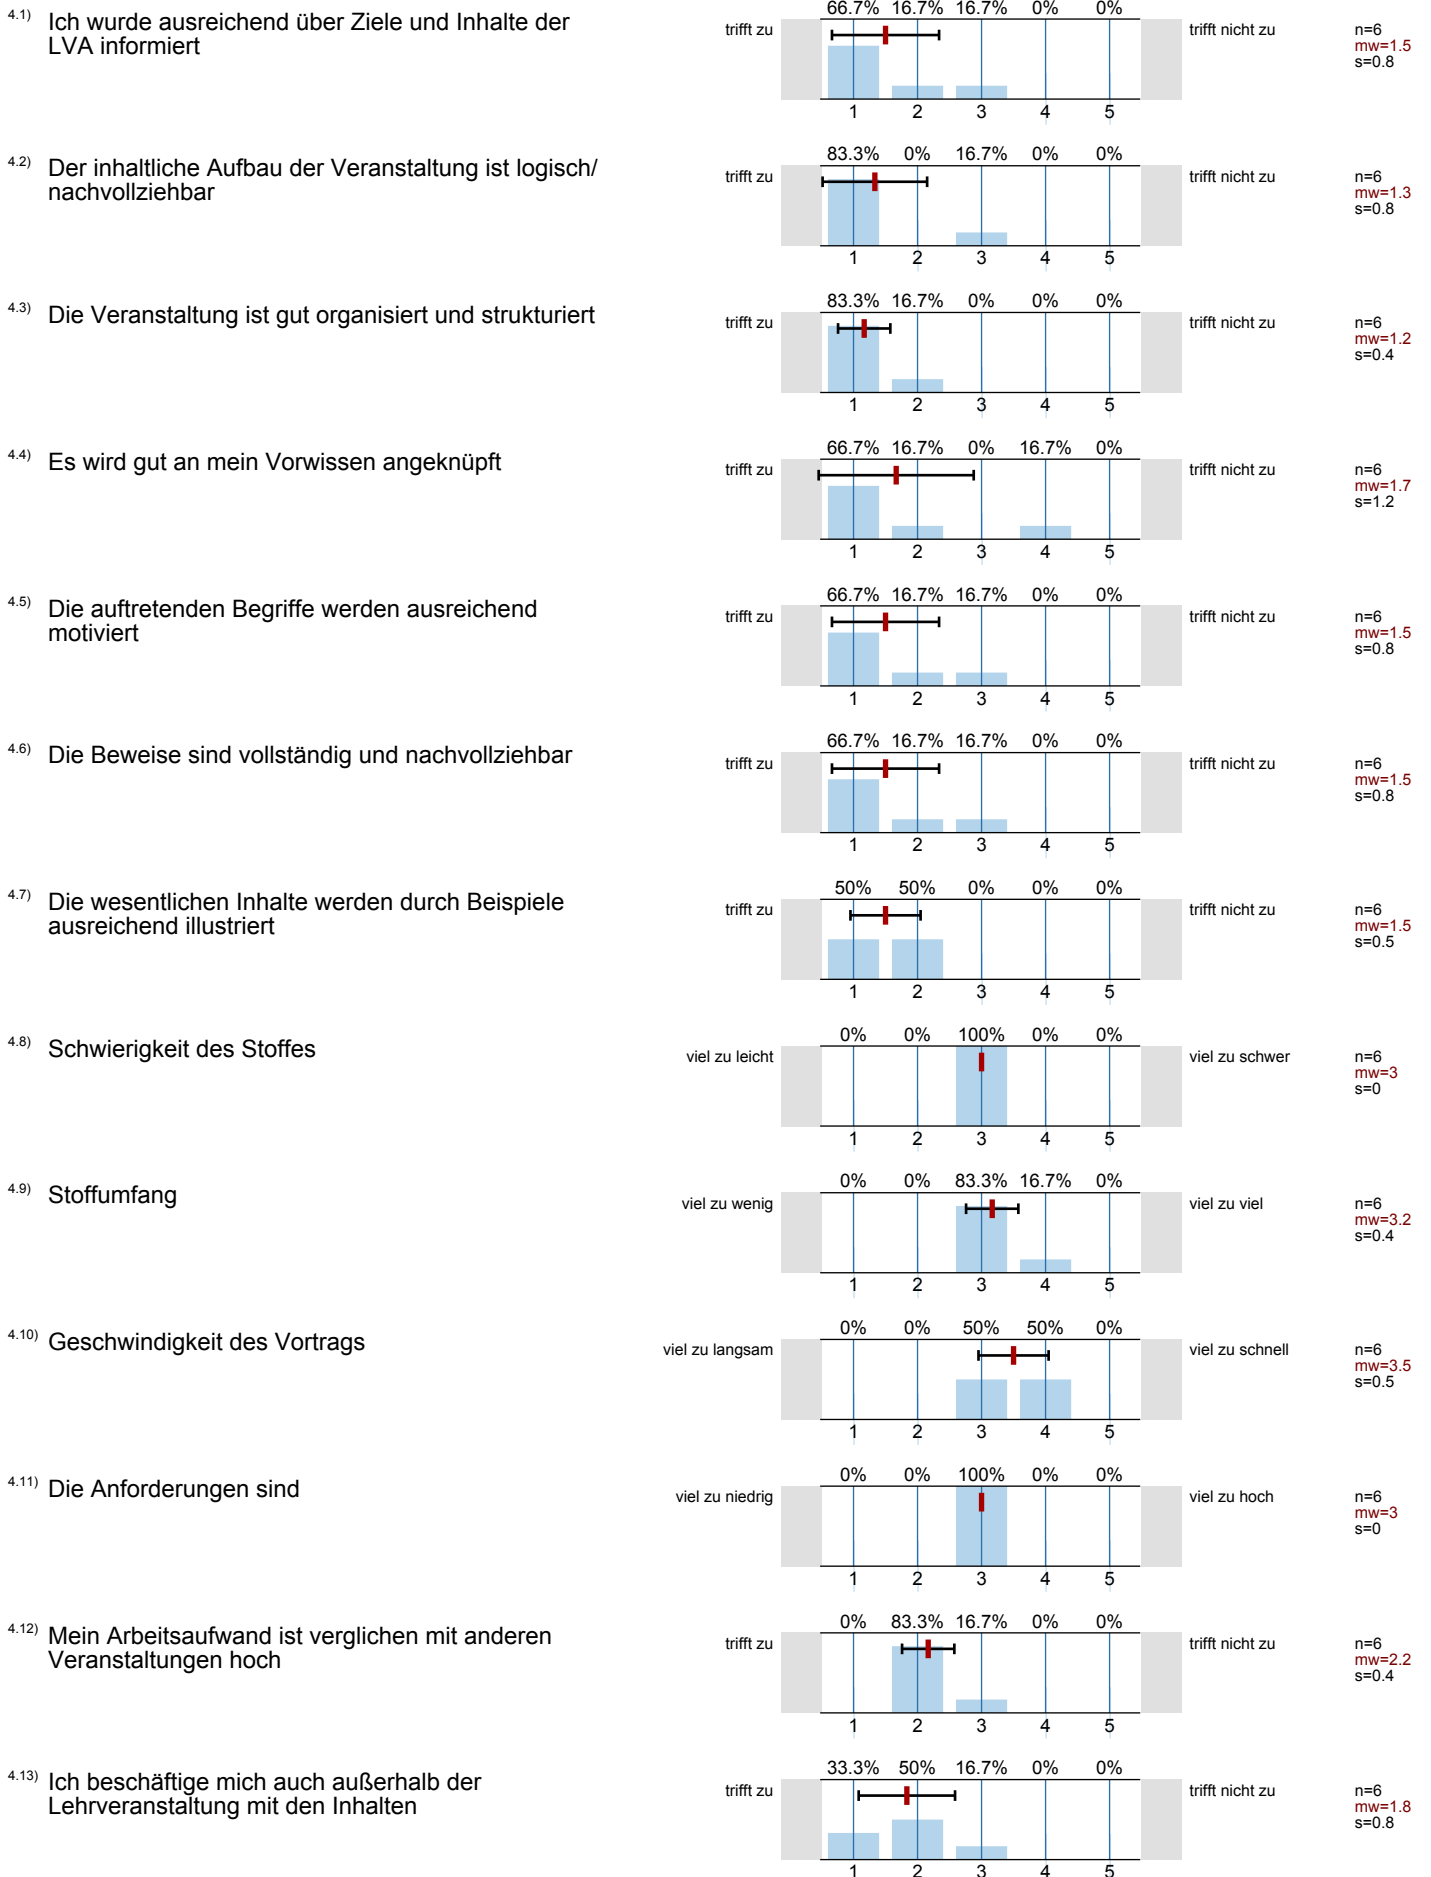 4.1) Ich wurde ausreichend über Ziele und Inhalte der
LVA informiert
66.7% 16.7% 16.7% 0% 0%
trifft zu
trifft nicht zu
n=6
mw=1.5
s=0.8
1 2 3 4 5
4.2) Der inhaltliche Aufbau der Veranstaltung ist logisch/
nachvollziehbar
83.3% 0% 16.7% 0% 0%
trifft zu
trifft nicht zu
n=6
mw=1.3
s=0.8
1 2 3 4 5
4.3) Die Veranstaltung ist gut organisiert und strukturiert
83.3% 16.7% 0% 0% 0%
trifft zu
trifft nicht zu
n=6
mw=1.2
s=0.4
1 2 3 4 5
4.4) Es wird gut an mein Vorwissen angeknüpft
66.7% 16.7% 0% 16.7% 0%
trifft zu
trifft nicht zu
n=6
mw=1.7
s=1.2
1 2 3 4 5
4.5) Die auftretenden Begriffe werden ausreichend
motiviert
66.7% 16.7% 16.7% 0% 0%
trifft zu
trifft nicht zu
n=6
mw=1.5
s=0.8
1 2 3 4 5
4.6) Die Beweise sind vollständig und nachvollziehbar
66.7% 16.7% 16.7% 0% 0%
trifft zu
trifft nicht zu
n=6
mw=1.5
s=0.8
1 2 3 4 5
4.7) Die wesentlichen Inhalte werden durch Beispiele
ausreichend illustriert
50% 50% 0% 0% 0%
trifft zu
trifft nicht zu
n=6
mw=1.5
s=0.5
1 2 3 4 5
4.8) Schwierigkeit des Stoffes
0% 0% 100% 0% 0%
viel zu leicht
viel zu schwer
n=6
mw=3
s=0
1 2 3 4 5
4.9) Stoffumfang
0% 0% 83.3% 16.7% 0%
viel zu wenig
viel zu viel
n=6
mw=3.2
s=0.4
1 2 3 4 5
4.10) Geschwindigkeit des Vortrags
0% 0% 50% 50% 0%
viel zu langsam
viel zu schnell
n=6
mw=3.5
s=0.5
1 2 3 4 5
4.11) Die Anforderungen sind
0% 0% 100% 0% 0%
viel zu niedrig
viel zu hoch
n=6
mw=3
s=0
1 2 3 4 5
4.12) Mein Arbeitsaufwand ist verglichen mit anderen
Veranstaltungen hoch
0% 83.3% 16.7% 0% 0%
trifft zu
trifft nicht zu
n=6
mw=2.2
s=0.4
1 2 3 4 5
4.13) Ich beschäftige mich auch außerhalb der
Lehrveranstaltung mit den Inhalten
33.3% 50% 16.7% 0% 0%
trifft zu
trifft nicht zu
n=6
mw=1.8
s=0.8
1 2 3 4 5